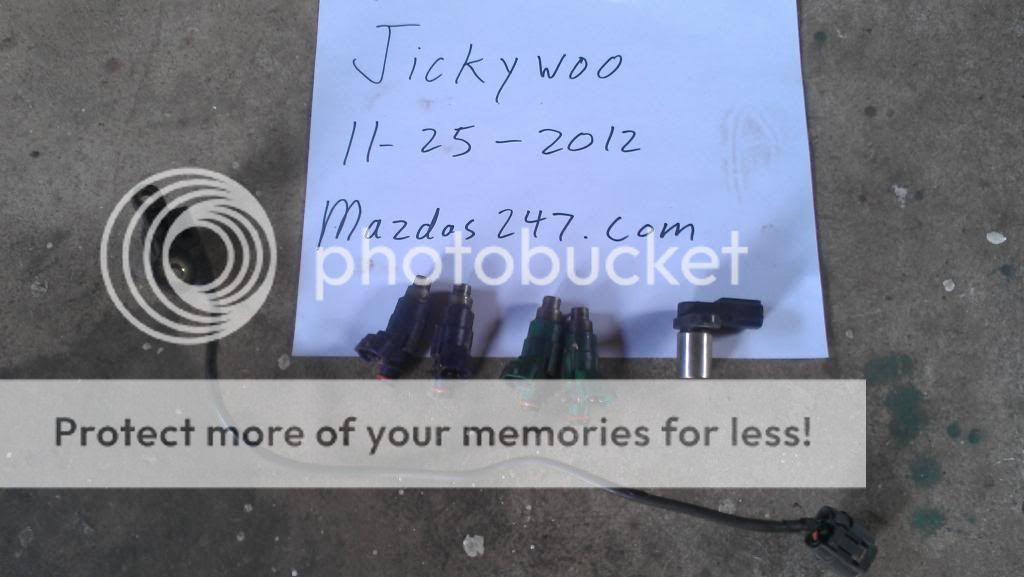 Jickywoo
11-25-2012
Mazdas247.com
photobucket
Protect more of your memories for less!